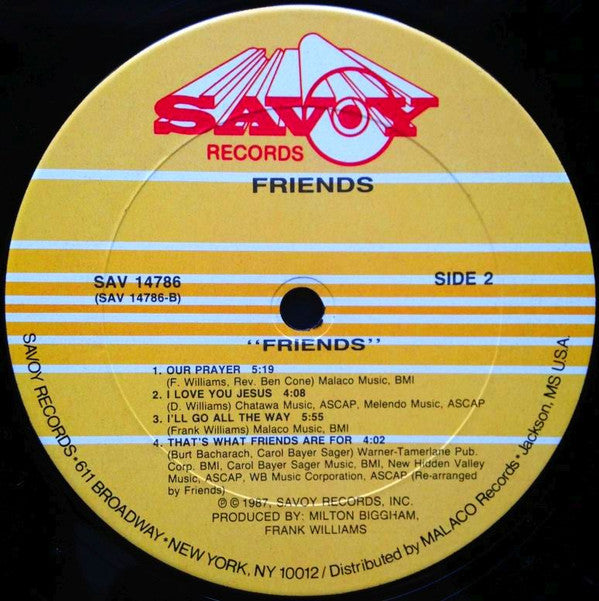 SAVOY
RECORDS
FRIENDS
SAV 14786
(SAV 14786-B)
SIDE 2
"FRIENDS"
1. OUR PRAYER 5:19
(F. Williams, Rev. Ben Cone) Malaco Music, BMI
2. I LOVE YOU JESUS 4:08
(D. Williams) Chatawa Music, ASCAP, Melendo Music, ASCAP
3. I'LL GO ALL THE WAY 5:55
(Frank Williams) Malaco Music, BMI
4. THAT'S WHAT FRIENDS ARE FOR 4:02
(Burt Bacharach, Carol Bayer Sager) Warner-Tamerlane Pub.
Corp. BMI, Carol Bayer Sager Music, BMI, New Hidden Valley
Music, ASCAP, WB Music Corporation, ASCAP (Re-arranged
by Friends)
℗ © 1987, SAVOY RECORDS, INC.
PRODUCED BY: MILTON BIGGHAM,
FRANK WILLIAMS
SAVOY RECORDS • 611 BROADWAY • NEW YORK, NY 10012 / Distributed by MALACO Records • Jackson, MS U.S.A.